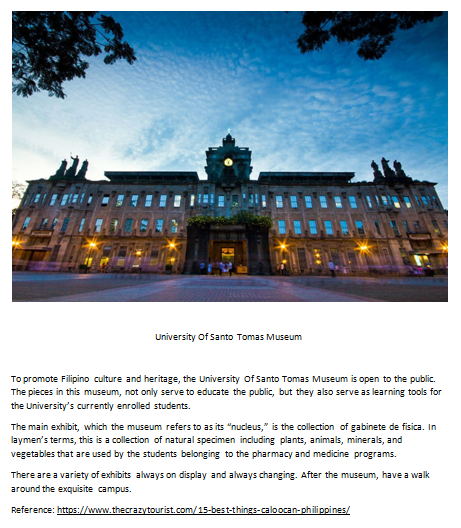 University Of Santo Tomas Museum
To promote Filipino culture and heritage, the University Of Santo Tomas Museum is open to the public.
The pieces in this museum, not only serve to educate the public, but they also serve as learning tools for
the University's currently enrolled students.
The main exhibit, which the museum refers to as its “nucleus,” is the collection of gabinete de fisica. In
laymen's terms, this is a collection of natural specimen including plants, animals, minerals, and
vegetables that are used by the students belonging to the pharmacy and medicine programs.
There are a variety of exhibits always on display and always changing. After the museum, have a walk
around the exquisite campus.
Reference: https://www.thecrazytourist.com/15-best-things-caloocan-philippines/